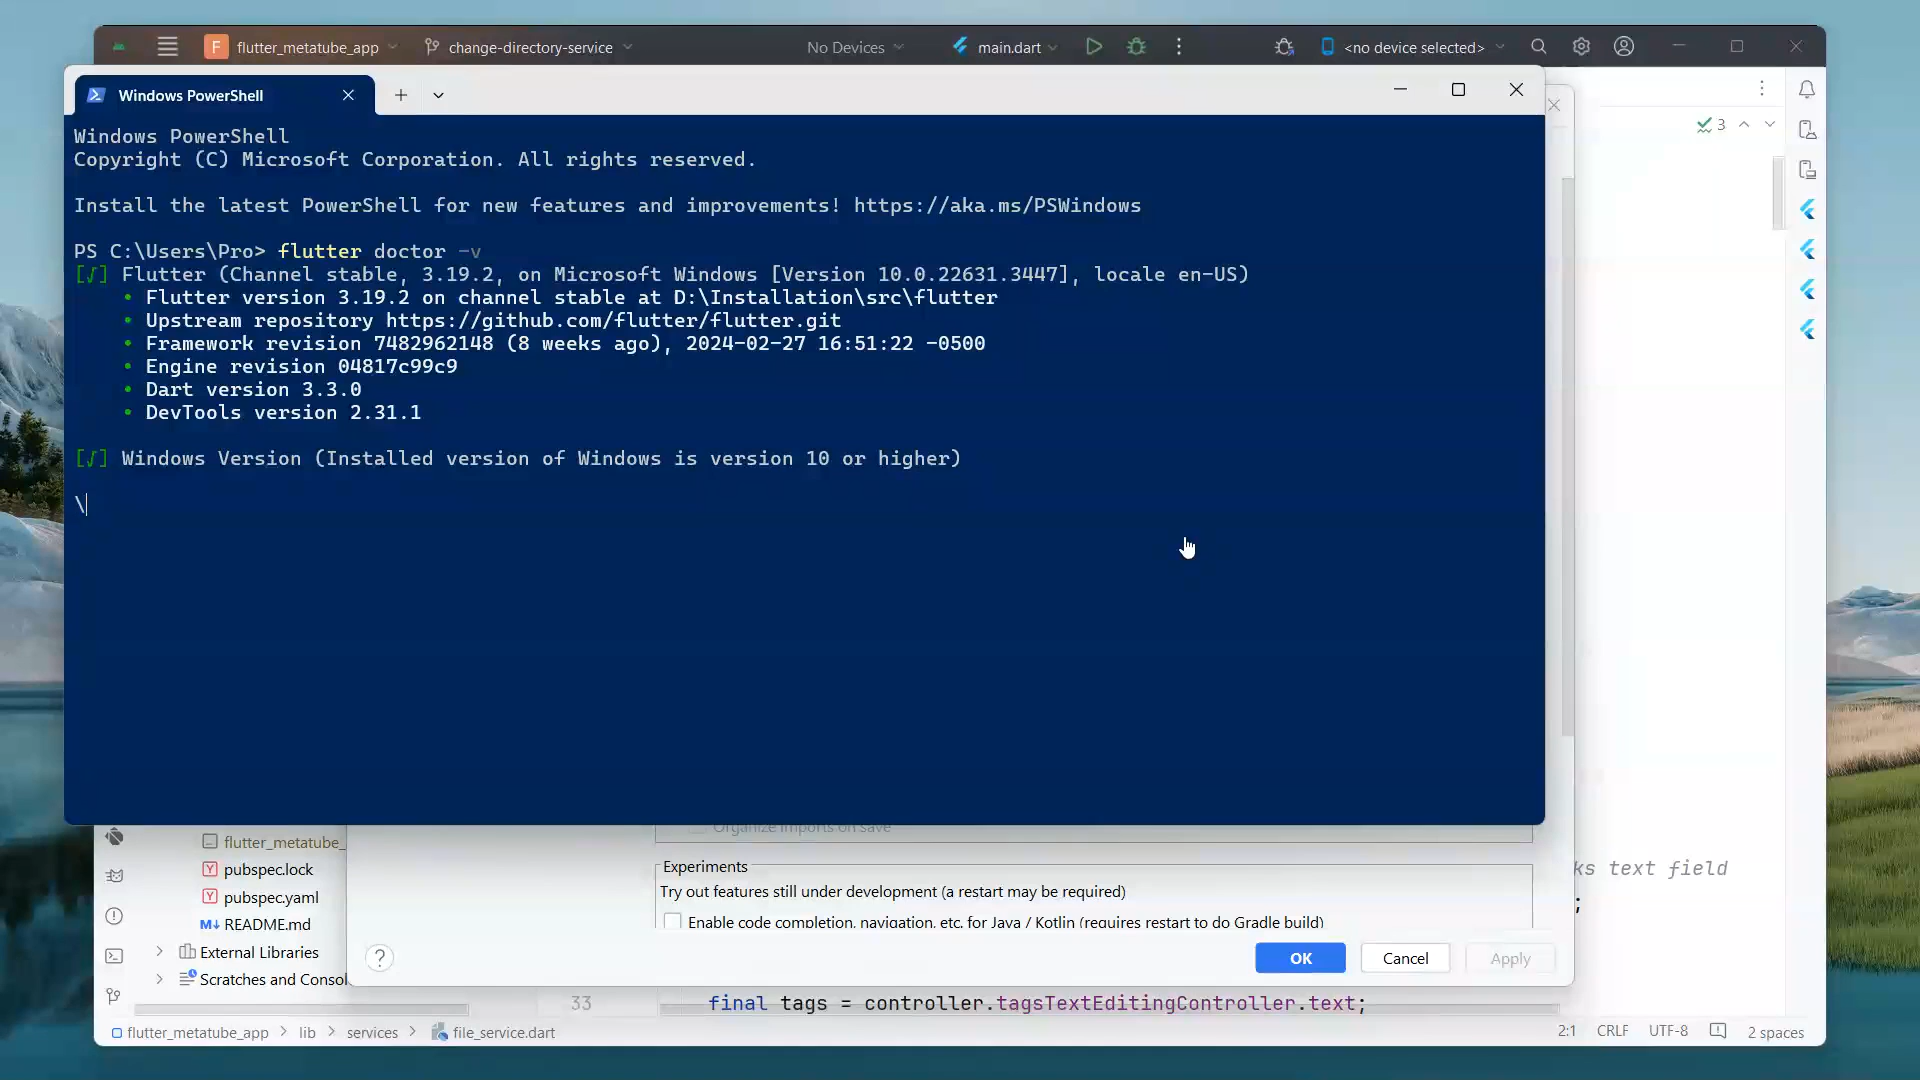 F flutter_metatube_app
change-directory-service
No Devices
main.dart
<no device selected>
Windows PowerShell
3
Windows PowerShell
Copyright (C) Microsoft Corporation. All rights reserved.
Install the latest PowerShell for new features and improvements! https://aka.ms/PSWindows
PS C:\Users\Pro> flutter doctor -v
[√] Flutter (Channel stable, 3.19.2, on Microsoft Windows [Version 10.0.22631.3447], locale en-US)
• Flutter version 3.19.2 on channel stable at D:\Installation\src\flutter
• Upstream repository https://github.com/flutter/flutter.git
• Framework revision 7482962148 (8 weeks ago), 2024-02-27 16:51:22 -0500
• Engine revision 04817c99c9
• Dart version 3.3.0
• DevTools version 2.31.1
[√] Windows Version (Installed version of Windows is version 10 or higher)
\
Organize imports on save
flutter_metatube_
Experiments
ks text field
pubspec.lock
Try out features still under development (a restart may be required)
pubspec.yaml
;
Enable code completion, navigation, etc. for Java / Kotlin (requires restart to do Gradle build)
M↓ README.md
External Libraries
?
OK
Cancel
Apply
Scratches and Consol
33 final tags = controller.tagsTextEditingController.text;
flutter_metatube_app > lib > services > file_service.dart
2:1 CRLF UTF-8 2 spaces